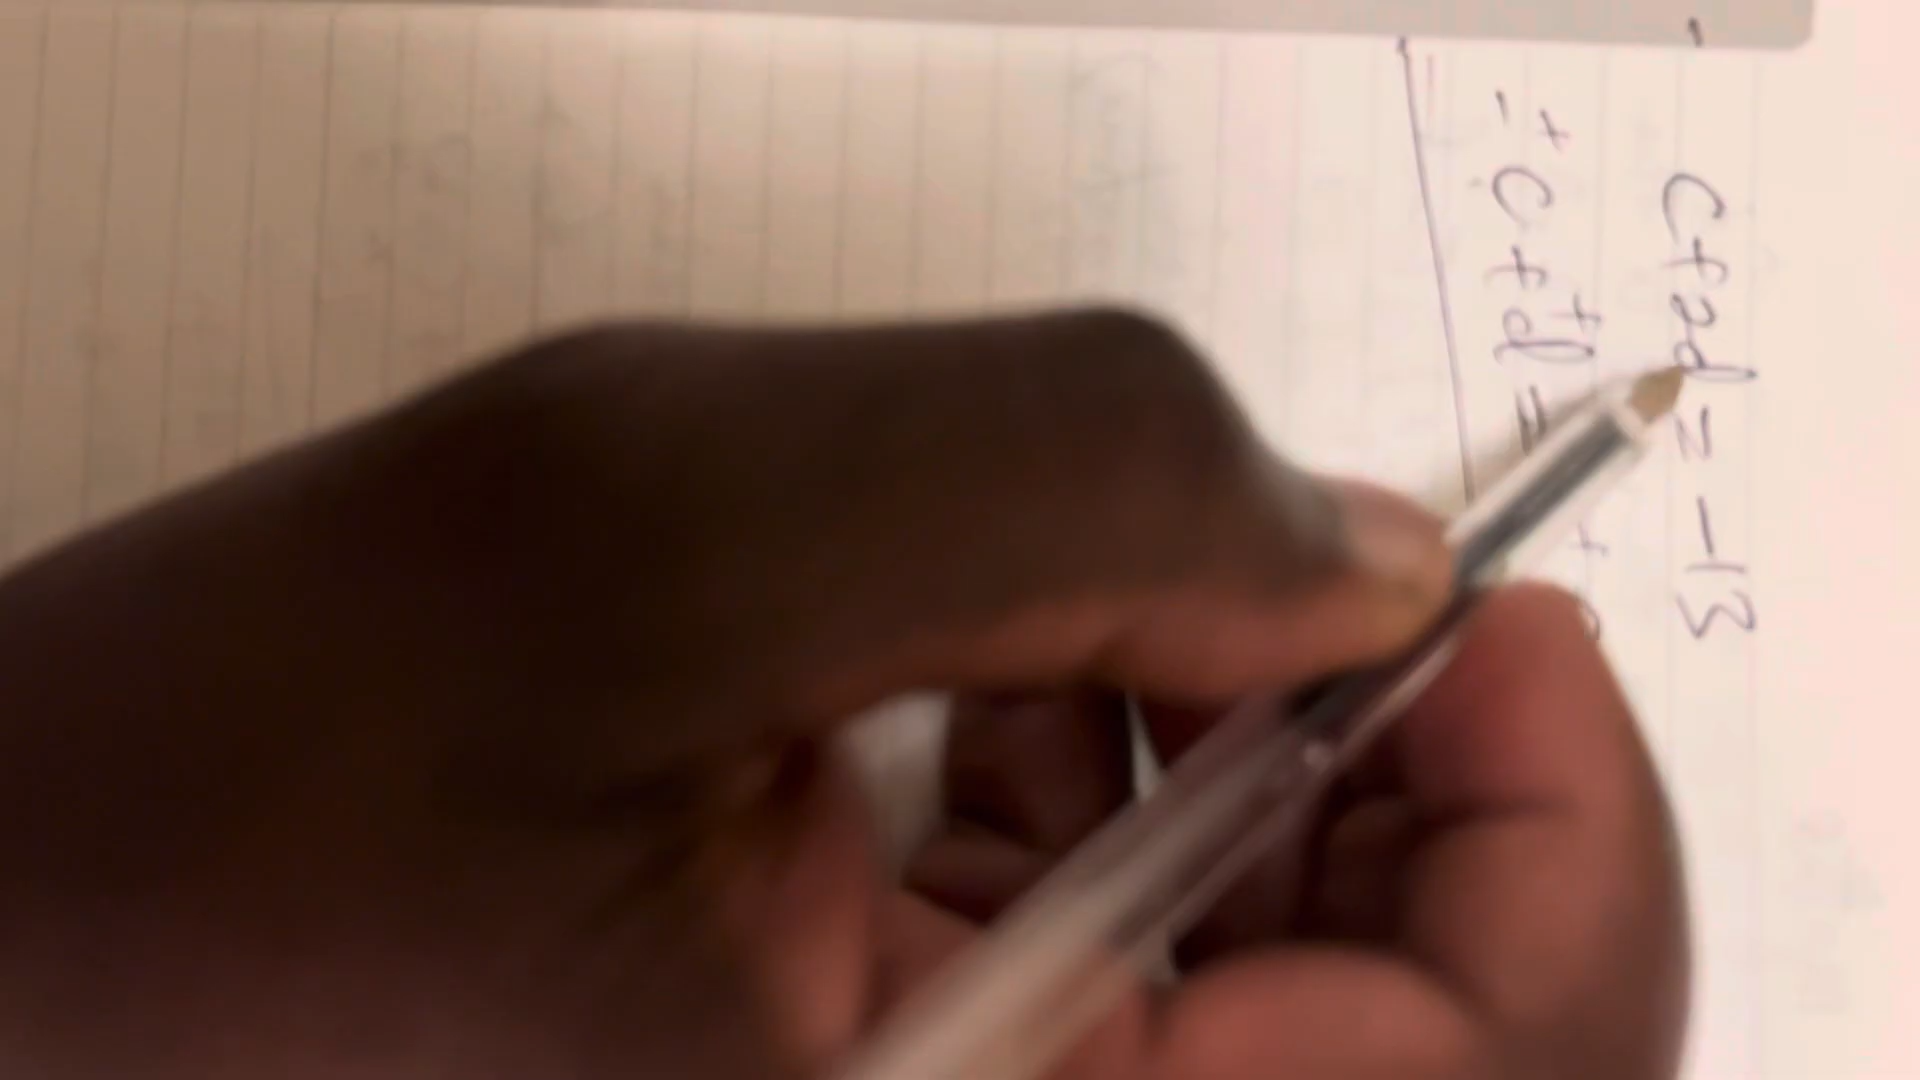 - c+2d = -13
+ + +
- c+d =